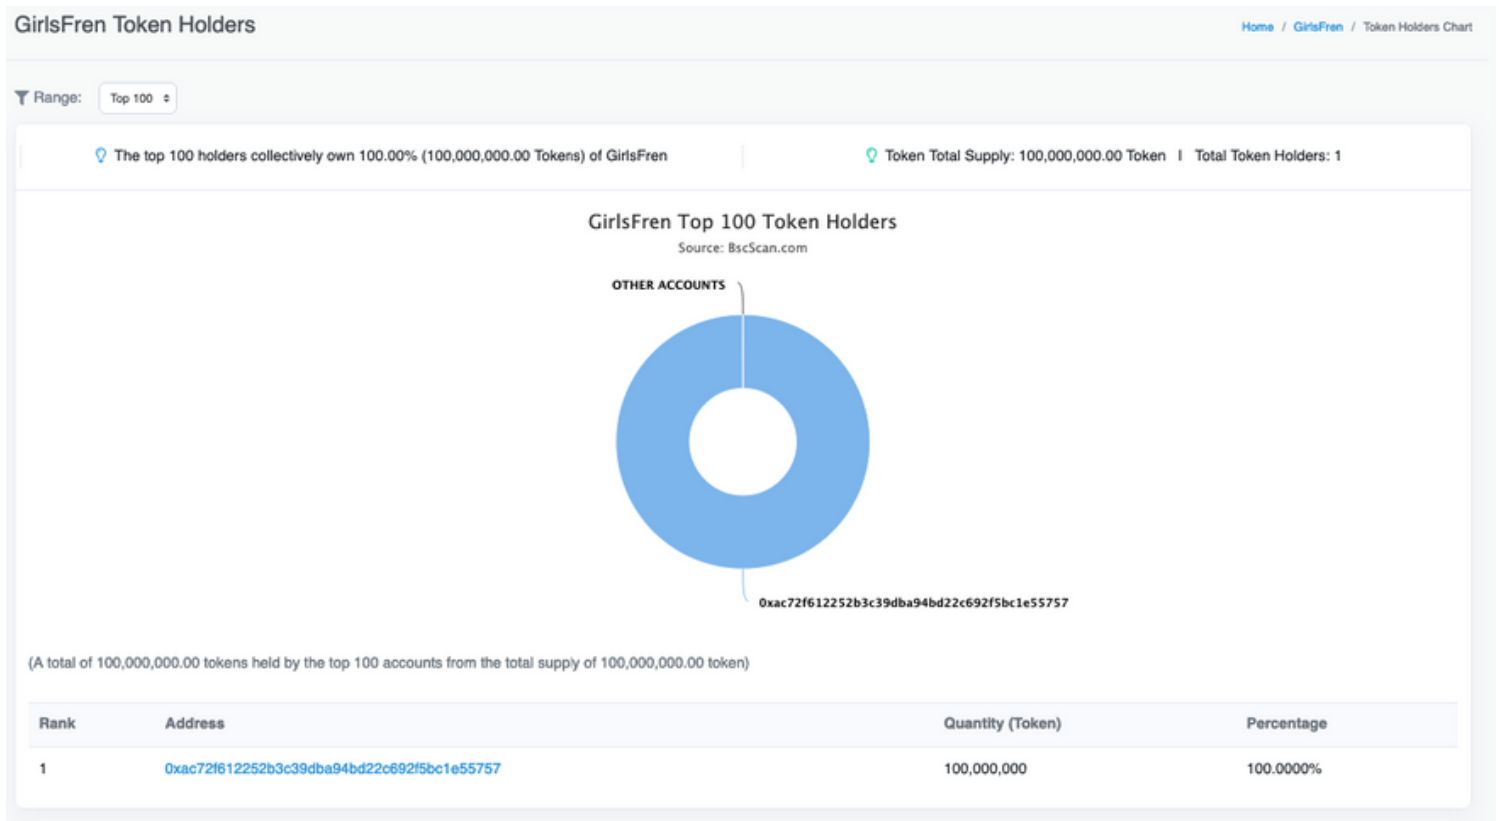 GirlsFren Token Holders
Home / GirlsFren / Token Holders Chart
Range: Top 100
The top 100 holders collectively own 100.00% (100,000,000.00 Tokens) of GirlsFren
Token Total Supply: 100,000,000.00 Token | Total Token Holders: 1
GirlsFren Top 100 Token Holders
Source: BscScan.com
OTHER ACCOUNTS
0xac72f612252b3c39dba94bd22c692f5bc1e55757
(A total of 100,000,000.00 tokens held by the top 100 accounts from the total supply of 100,000,000.00 token)
Rank Address Quantity (Token) Percentage
1 0xac72f612252b3c39dba94bd22c692f5bc1e55757 100,000,000 100.0000%